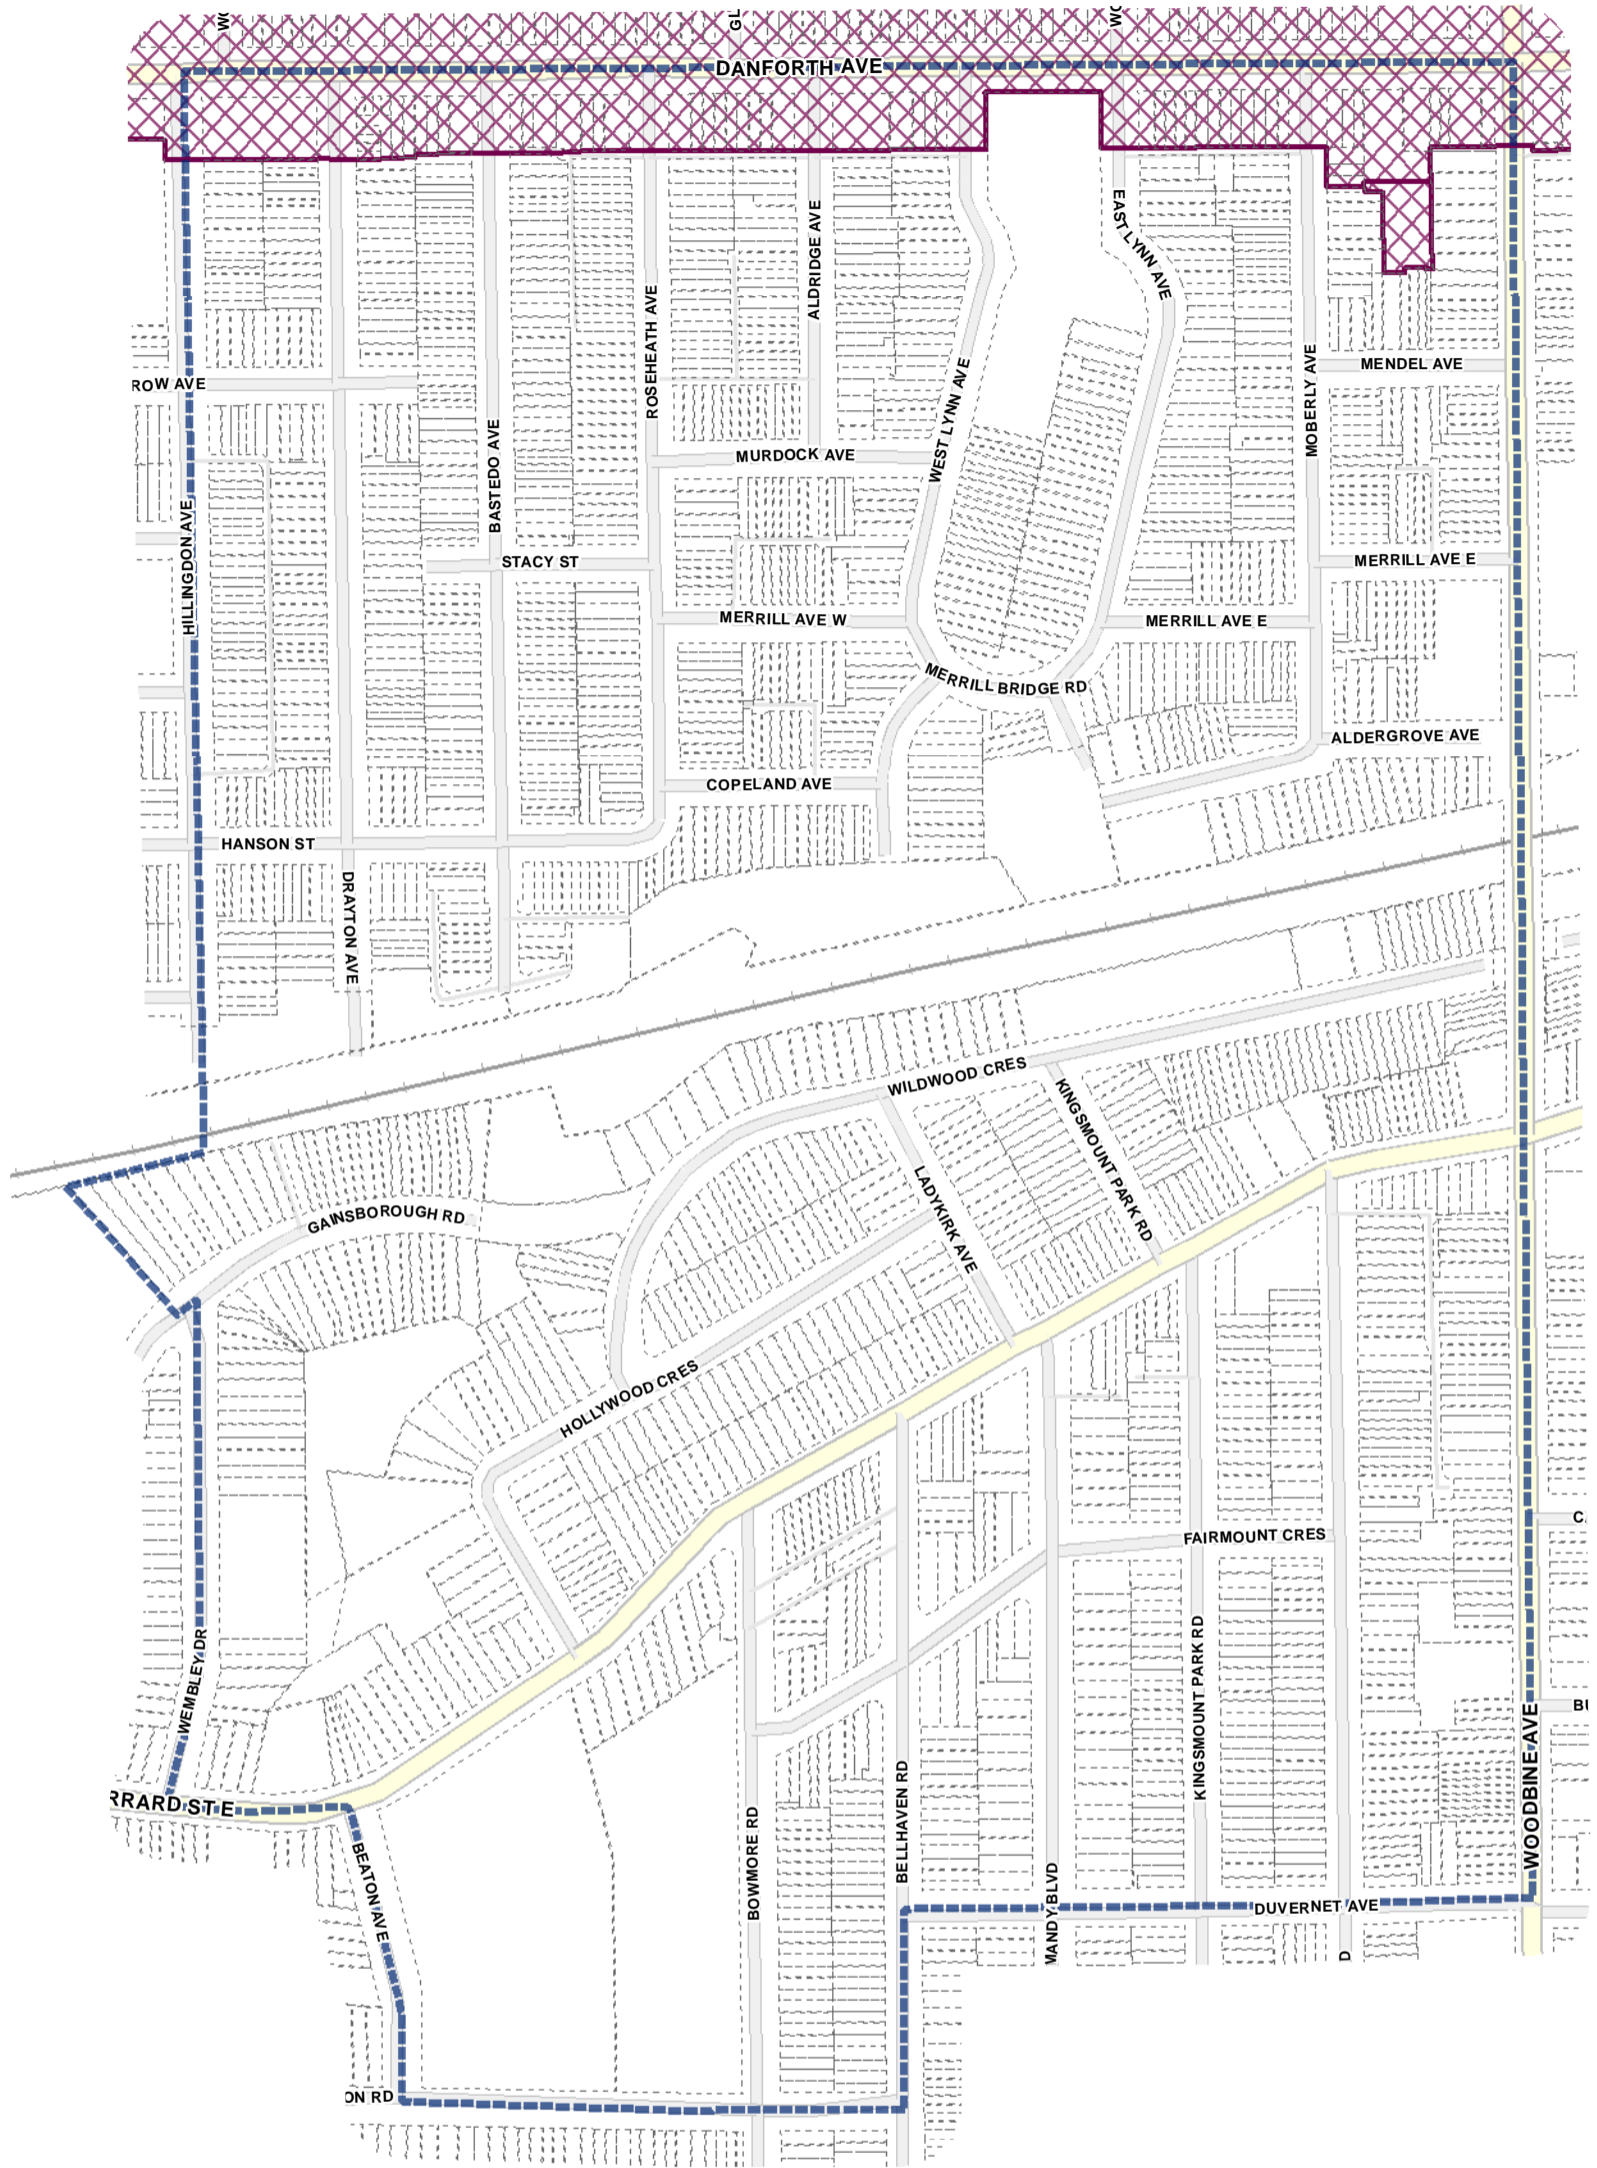 WO
GL
WO
DANFORTH AVE
EAST LYNN AVE
ALDRIDGE AVE
ROSEHEATH AVE
MOBERLY AVE
MENDEL AVE
ROW AVE
WEST LYNN AVE
BASTEDO AVE
MURDOCK AVE
HILLINGDON AVE
STACY ST
MERRILL AVE E
MERRILL AVE W
MERRILL AVE E
MERRILL BRIDGE RD
ALDERGROVE AVE
COPELAND AVE
HANSON ST
DRAYTON AVE
WILDWOOD CRES
KINGSMOUNT PARK RD
LADYKIRK AVE
GAINSBOROUGH RD
HOLLYWOOD CRES
FAIRMOUNT CRES
KINGSMOUNT PARK RD
WEMBLEY DR
WOODBINE AVE
BELLHAVEN RD
RRARD ST E
BOWMORE RD
BEATON AVE
MANDY BLVD
DUVERNET AVE
D
ON RD